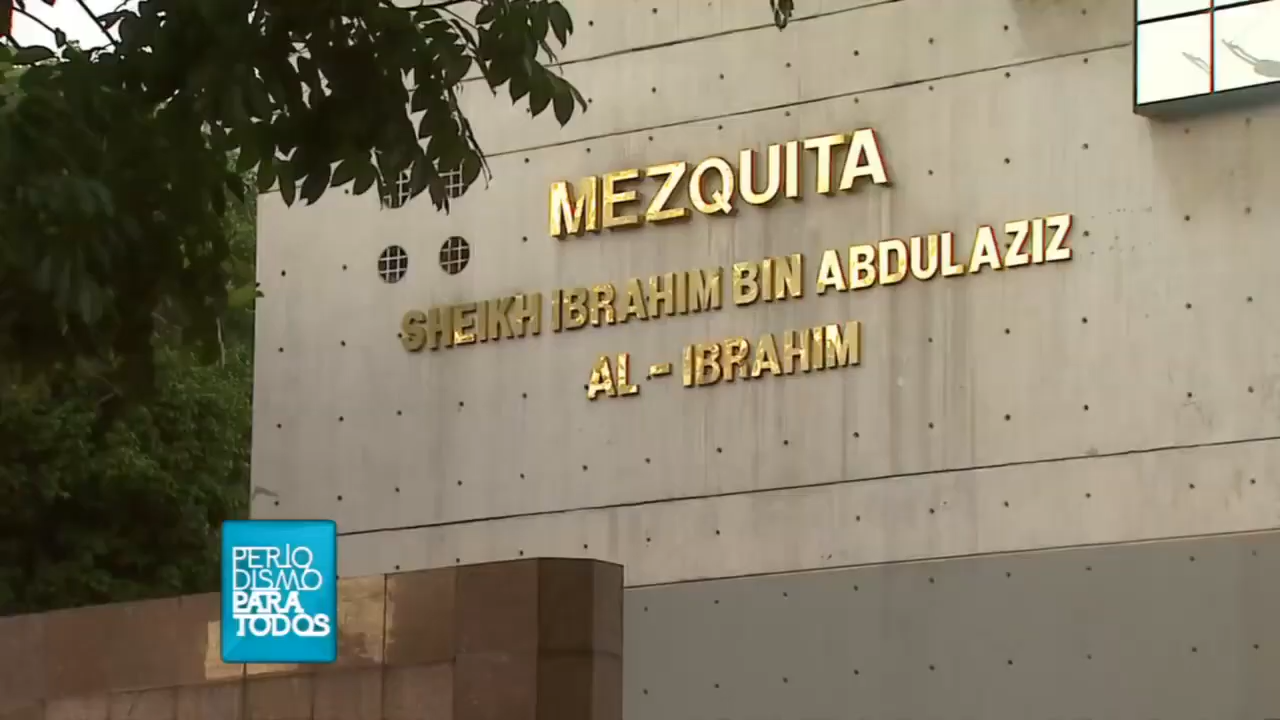 MEZQUITA
SHEIKH IBRAHIM BIN ABDULAZIZ
AL - IBRAHIM
PERIO
DISMO
PARA
TODOS